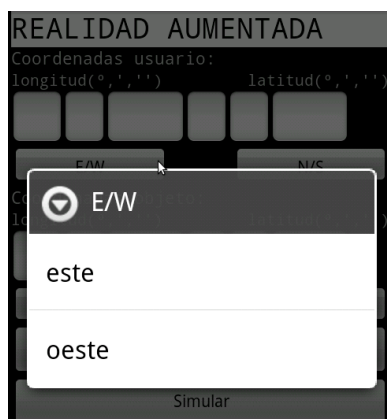 REALIDAD AUMENTADA
Coordenadas usuario:
longitud(º,','') latitud(º,','')
E/W N/S
E/W
este
oeste
Simular